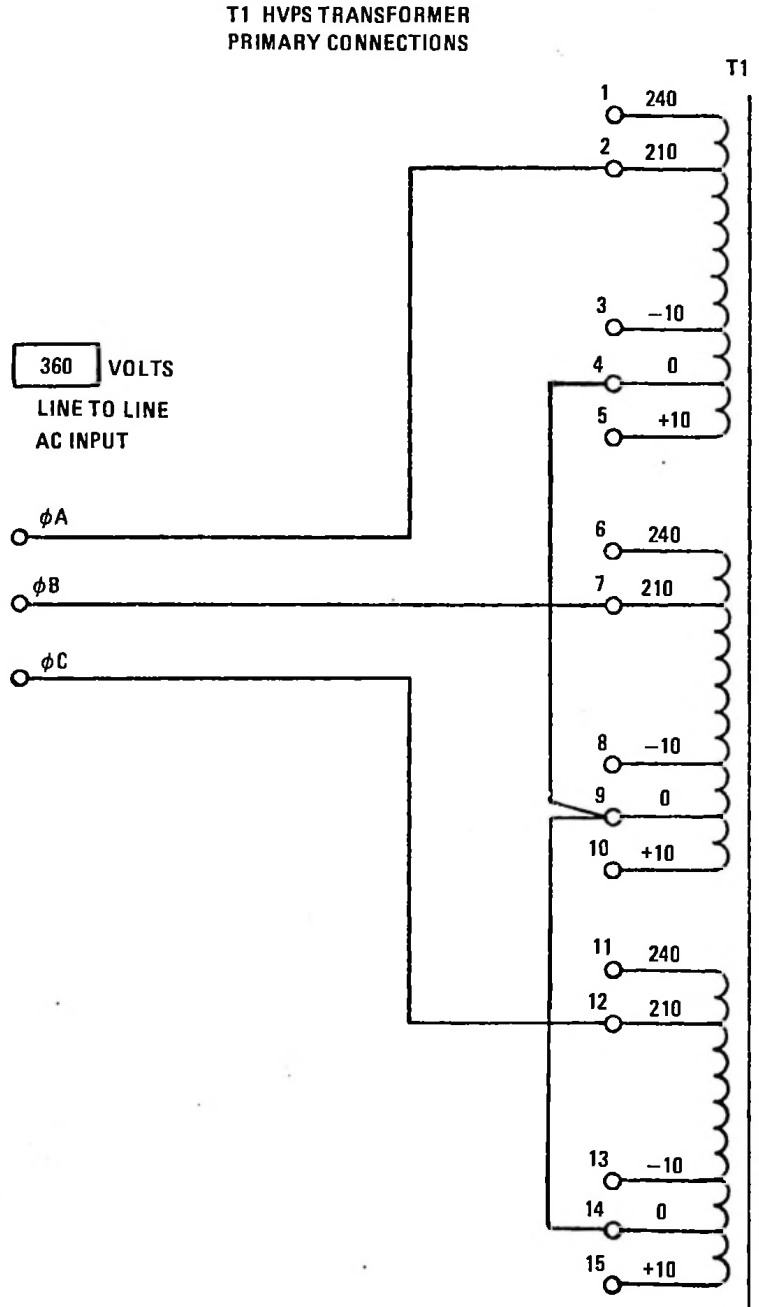 T1 HVPS TRANSFORMER
PRIMARY CONNECTIONS
T1
1 240
2 210
3 −10
4 0
5 +10
360 VOLTS
LINE TO LINE
AC INPUT
ϕA
ϕB
ϕC
6 240
7 210
8 −10
9 0
10 +10
11 240
12 210
13 −10
14 0
15 +10